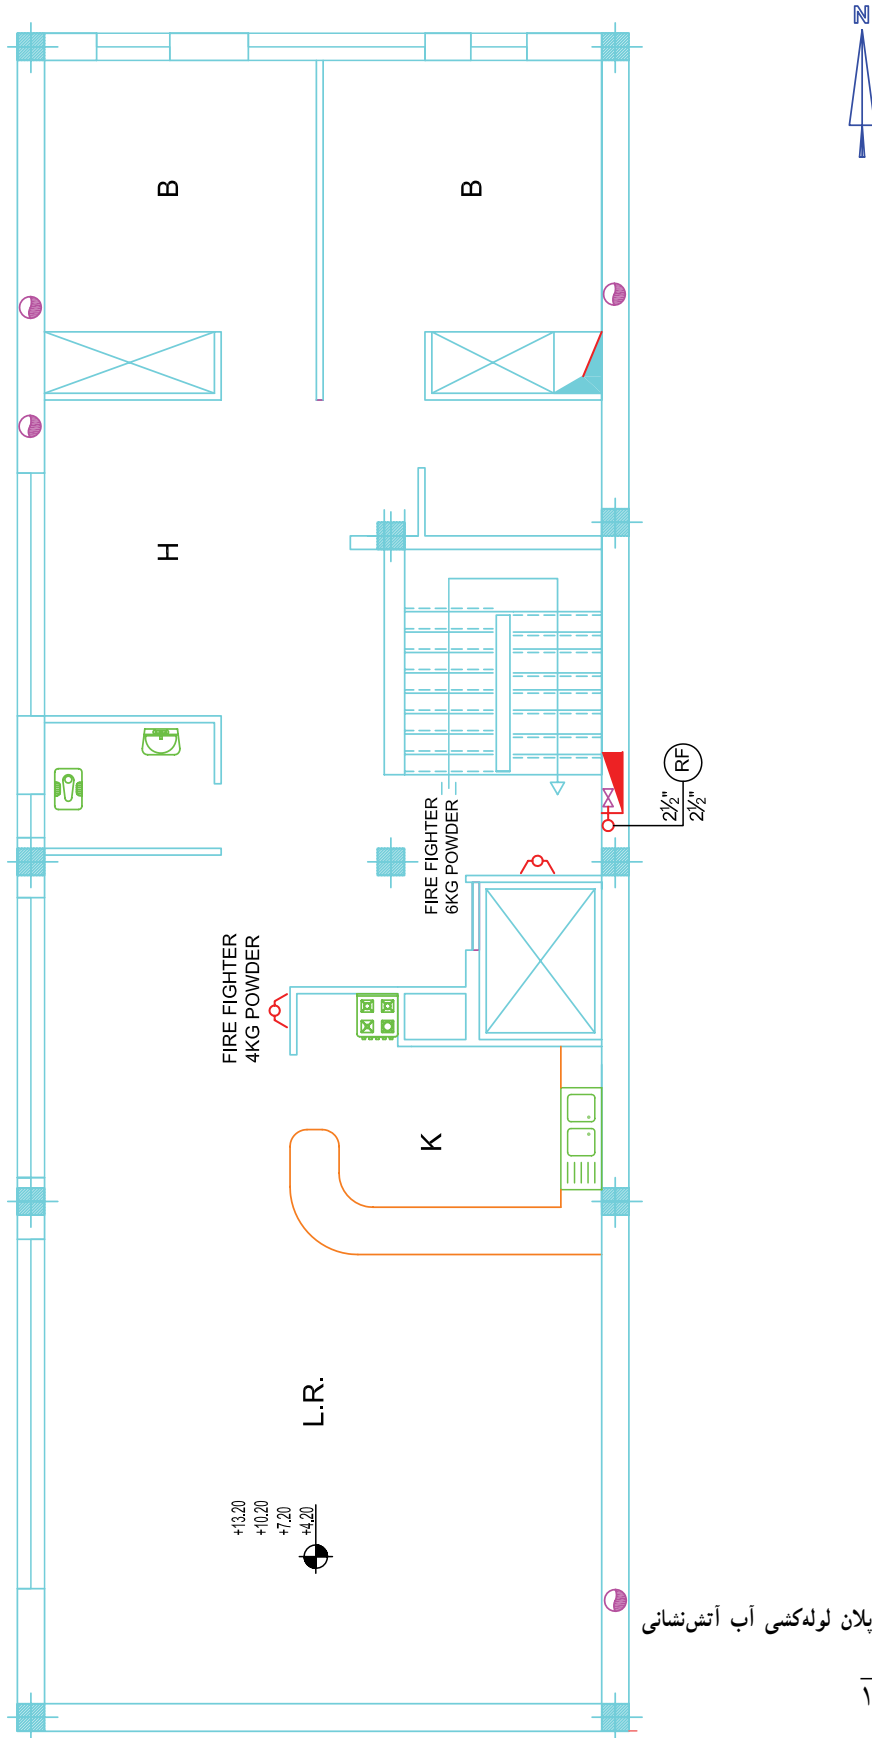 N
B
B
H
RF
2½"
2½"
FIRE FIGHTER
6KG POWDER
FIRE FIGHTER
4KG POWDER
K
L.R.
+13.20
+10.20
+7.20
+4.20
پلان لوله‌کشی آب آتش‌نشانی
۱